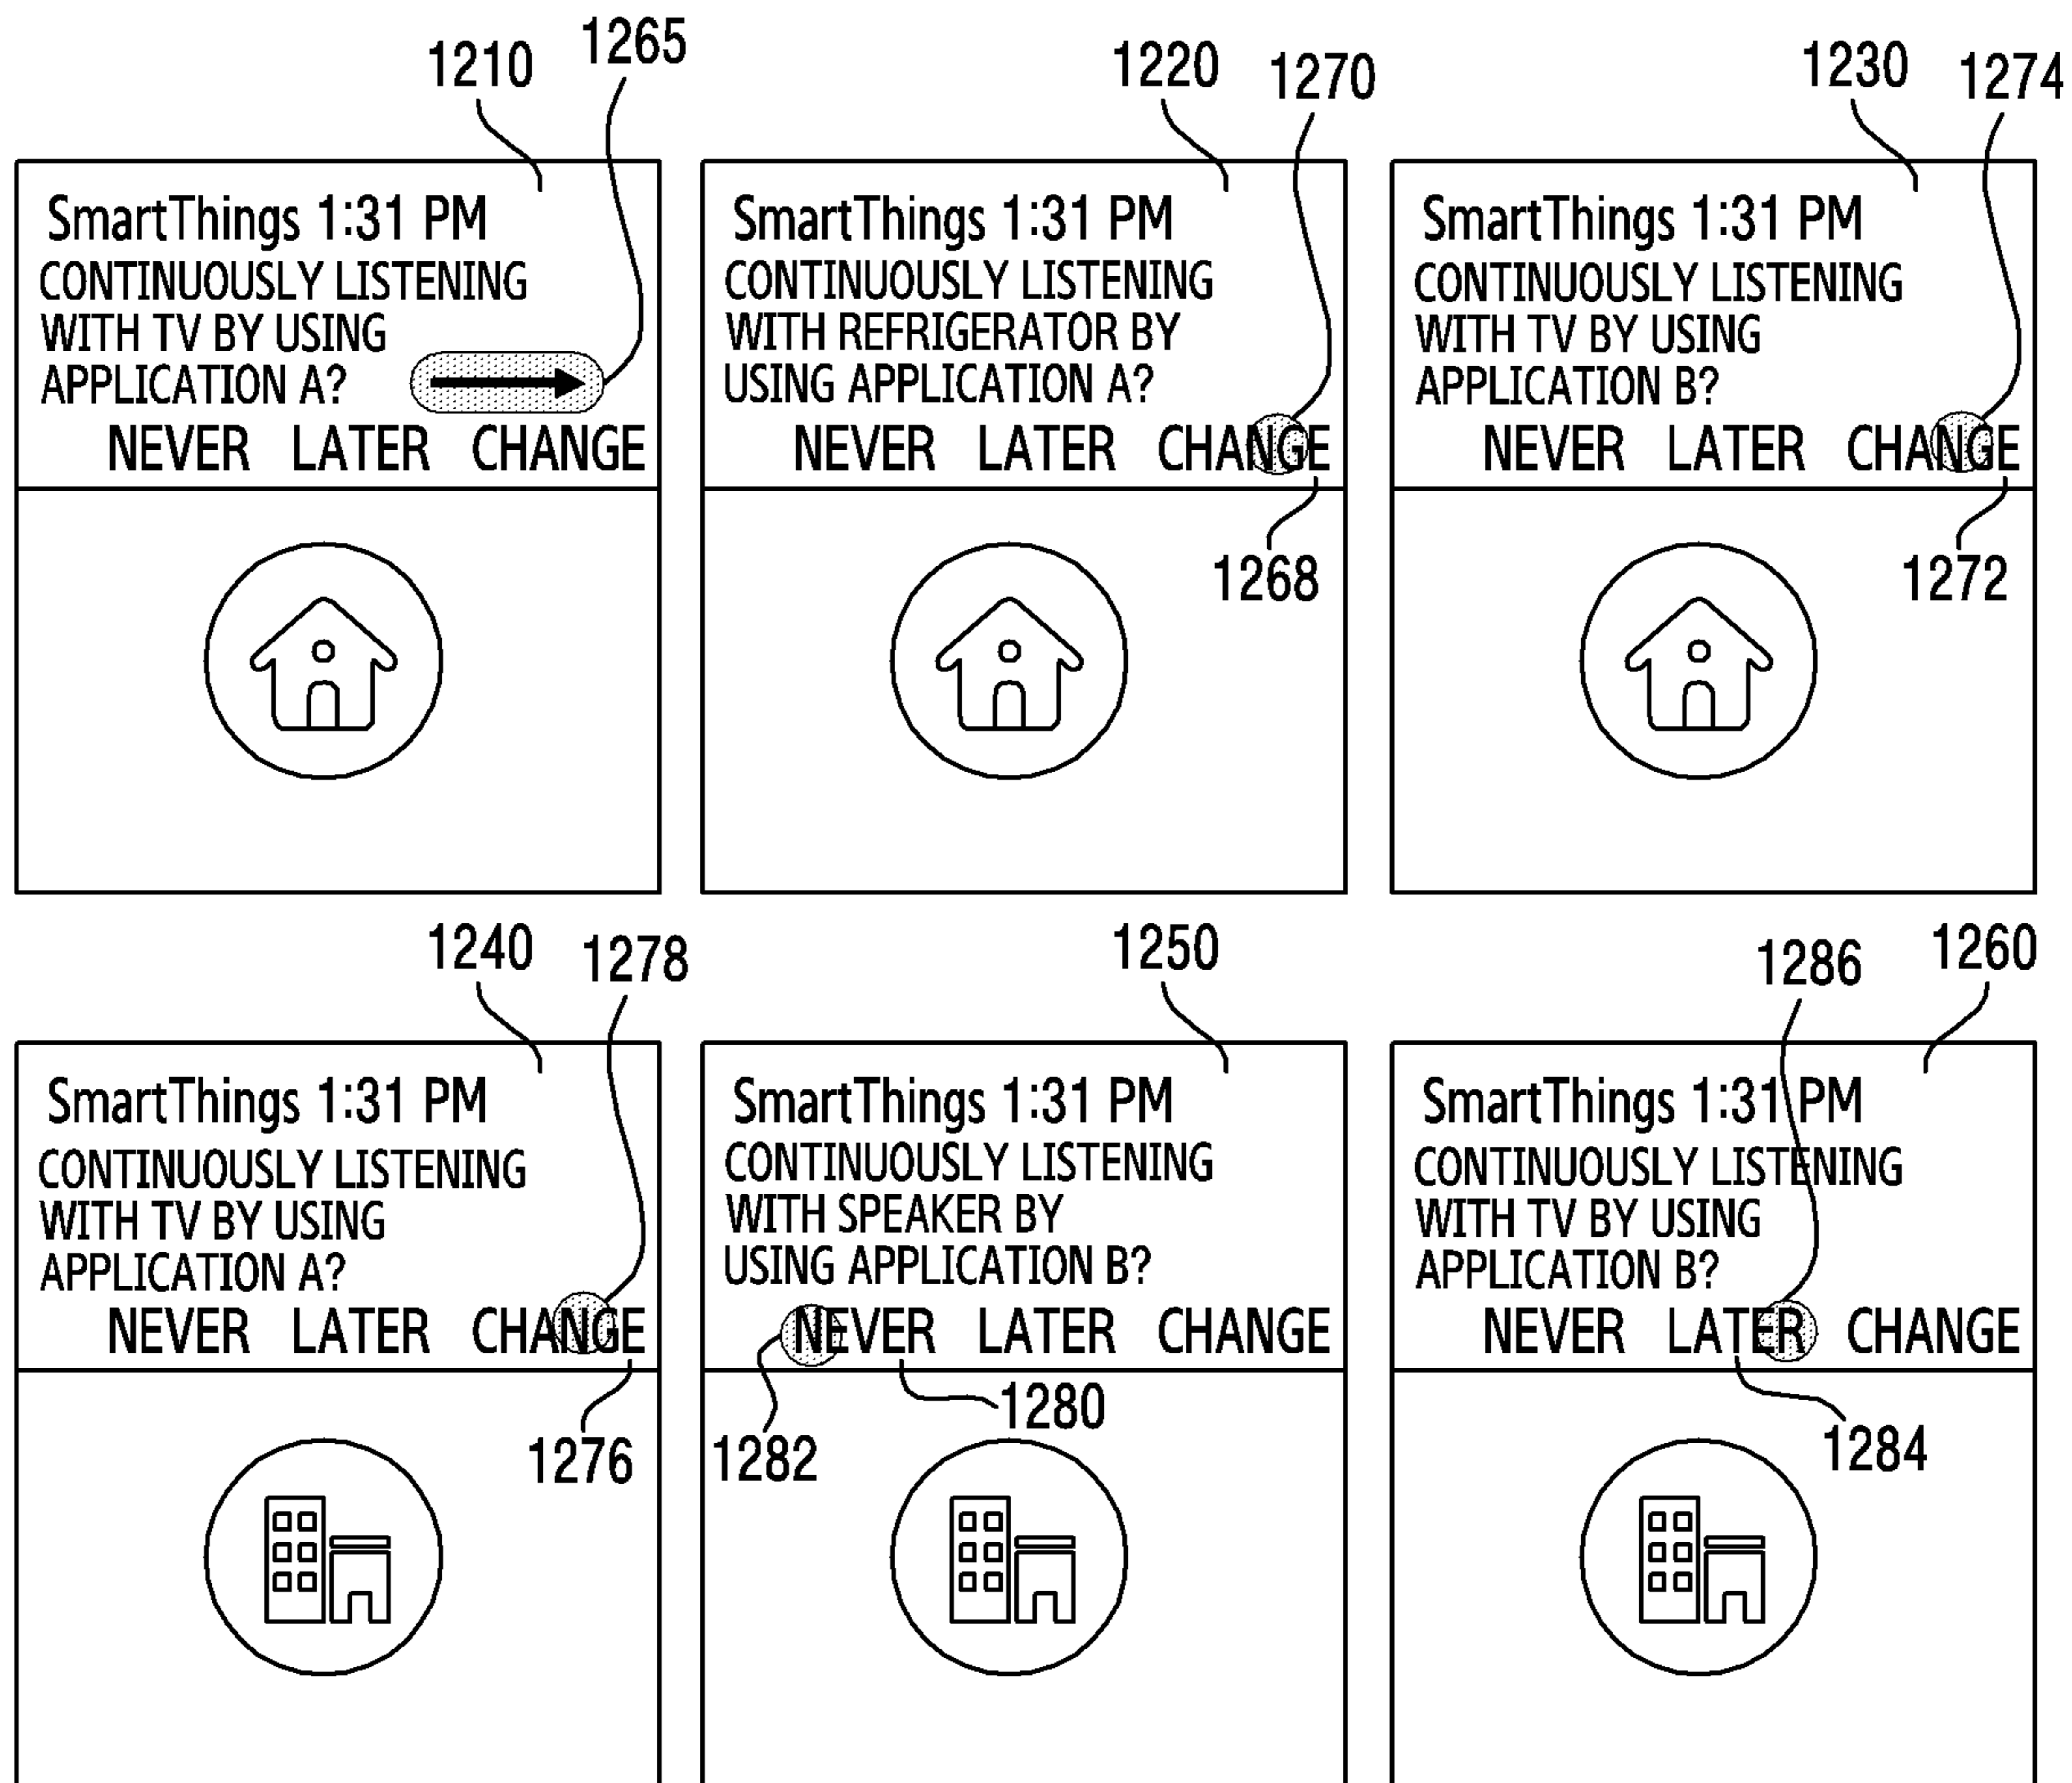 1210 1265
SmartThings 1:31 PM
CONTINUOUSLY LISTENING
WITH TV BY USING
APPLICATION A?
NEVER LATER CHANGE
1220 1270
SmartThings 1:31 PM
CONTINUOUSLY LISTENING
WITH REFRIGERATOR BY
USING APPLICATION A?
NEVER LATER CHANGE
1268
1230 1274
SmartThings 1:31 PM
CONTINUOUSLY LISTENING
WITH TV BY USING
APPLICATION B?
NEVER LATER CHANGE
1272
1240 1278
SmartThings 1:31 PM
CONTINUOUSLY LISTENING
WITH TV BY USING
APPLICATION A?
NEVER LATER CHANGE
1276
1250
SmartThings 1:31 PM
CONTINUOUSLY LISTENING
WITH SPEAKER BY
USING APPLICATION B?
NEVER LATER CHANGE
1280
1282
1286 1260
SmartThings 1:31 PM
CONTINUOUSLY LISTENING
WITH TV BY USING
APPLICATION B?
NEVER LATER CHANGE
1284